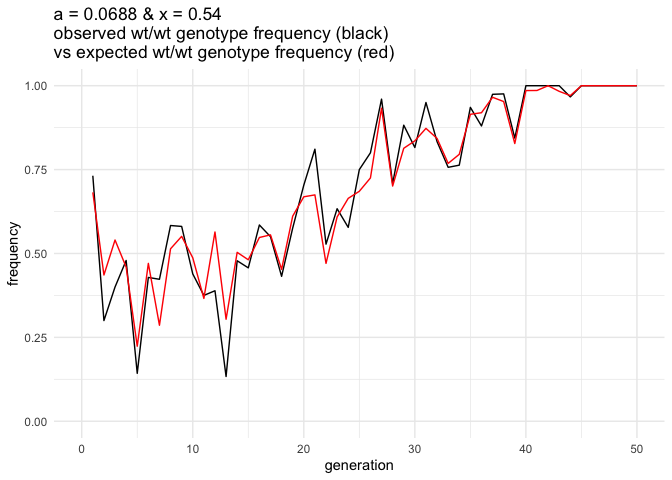 a = 0.0688 & x = 0.54
observed wt/wt genotype frequency (black)
vs expected wt/wt genotype frequency (red)
1.00
0.75
0.50
0.25
0.00
frequency
0 10 20 30 40 50
generation